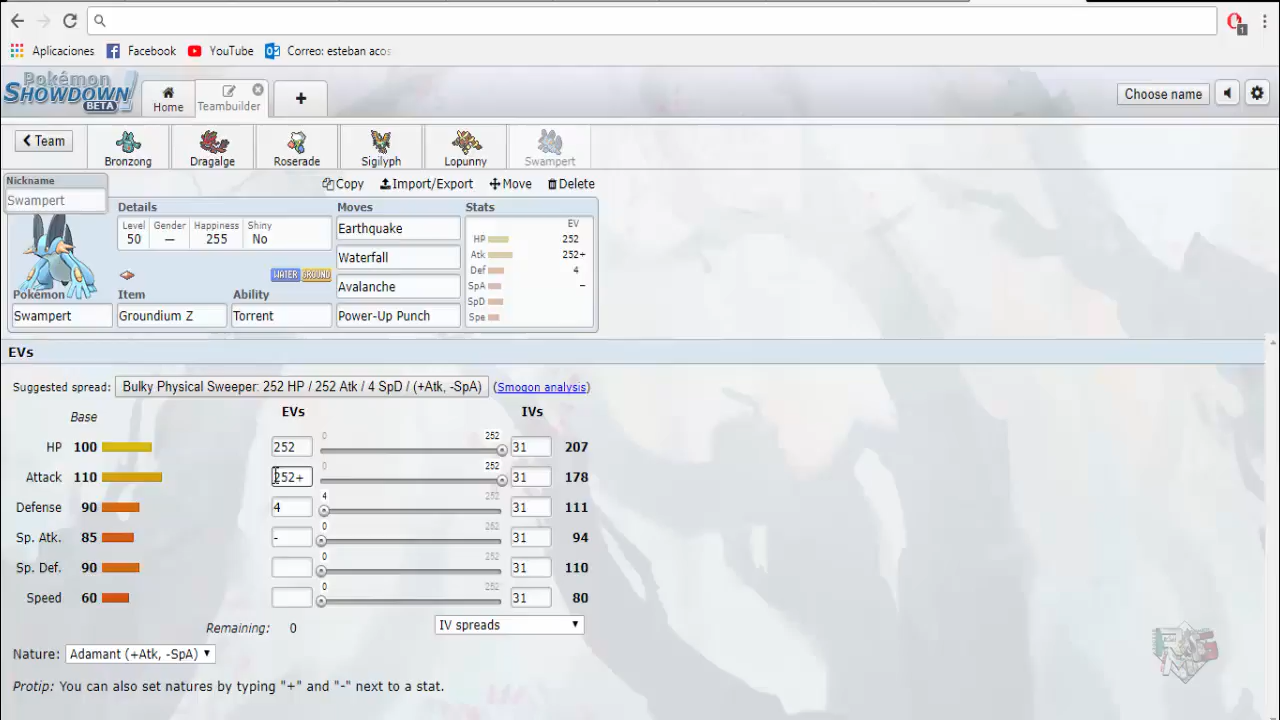 1
Aplicaciones Facebook YouTube Correo: esteban acos
Pokémon
SHOWDOWN!
BETA
Home
Teambuilder
+
Choose name
Team
Bronzong Dragalge Roserade Sigilyph Lopunny Swampert
Nickname
Swampert
Copy Import/Export Move Delete
Details Moves Stats
Level Gender Happiness Shiny
50 — 255 No
Earthquake
Waterfall
Avalanche
Power-Up Punch
EV
HP 252
Atk 252+
Def 4
SpA −
SpD
Spe
WATER GROUND
Pokémon Item Ability
Swampert Groundium Z Torrent
EVs
Suggested spread: Bulky Physical Sweeper: 252 HP / 252 Atk / 4 SpD / (+Atk, -SpA) (Smogon analysis)
Base EVs IVs
HP 100 252 0 252 31 207
Attack 110 252+ 0 252 31 178
Defense 90 4 4 252 31 111
Sp. Atk. 85 - 0 252 31 94
Sp. Def. 90 0 252 31 110
Speed 60 0 252 31 80
Remaining: 0 IV spreads
Nature: Adamant (+Atk, -SpA)
Protip: You can also set natures by typing "+" and "-" next to a stat.